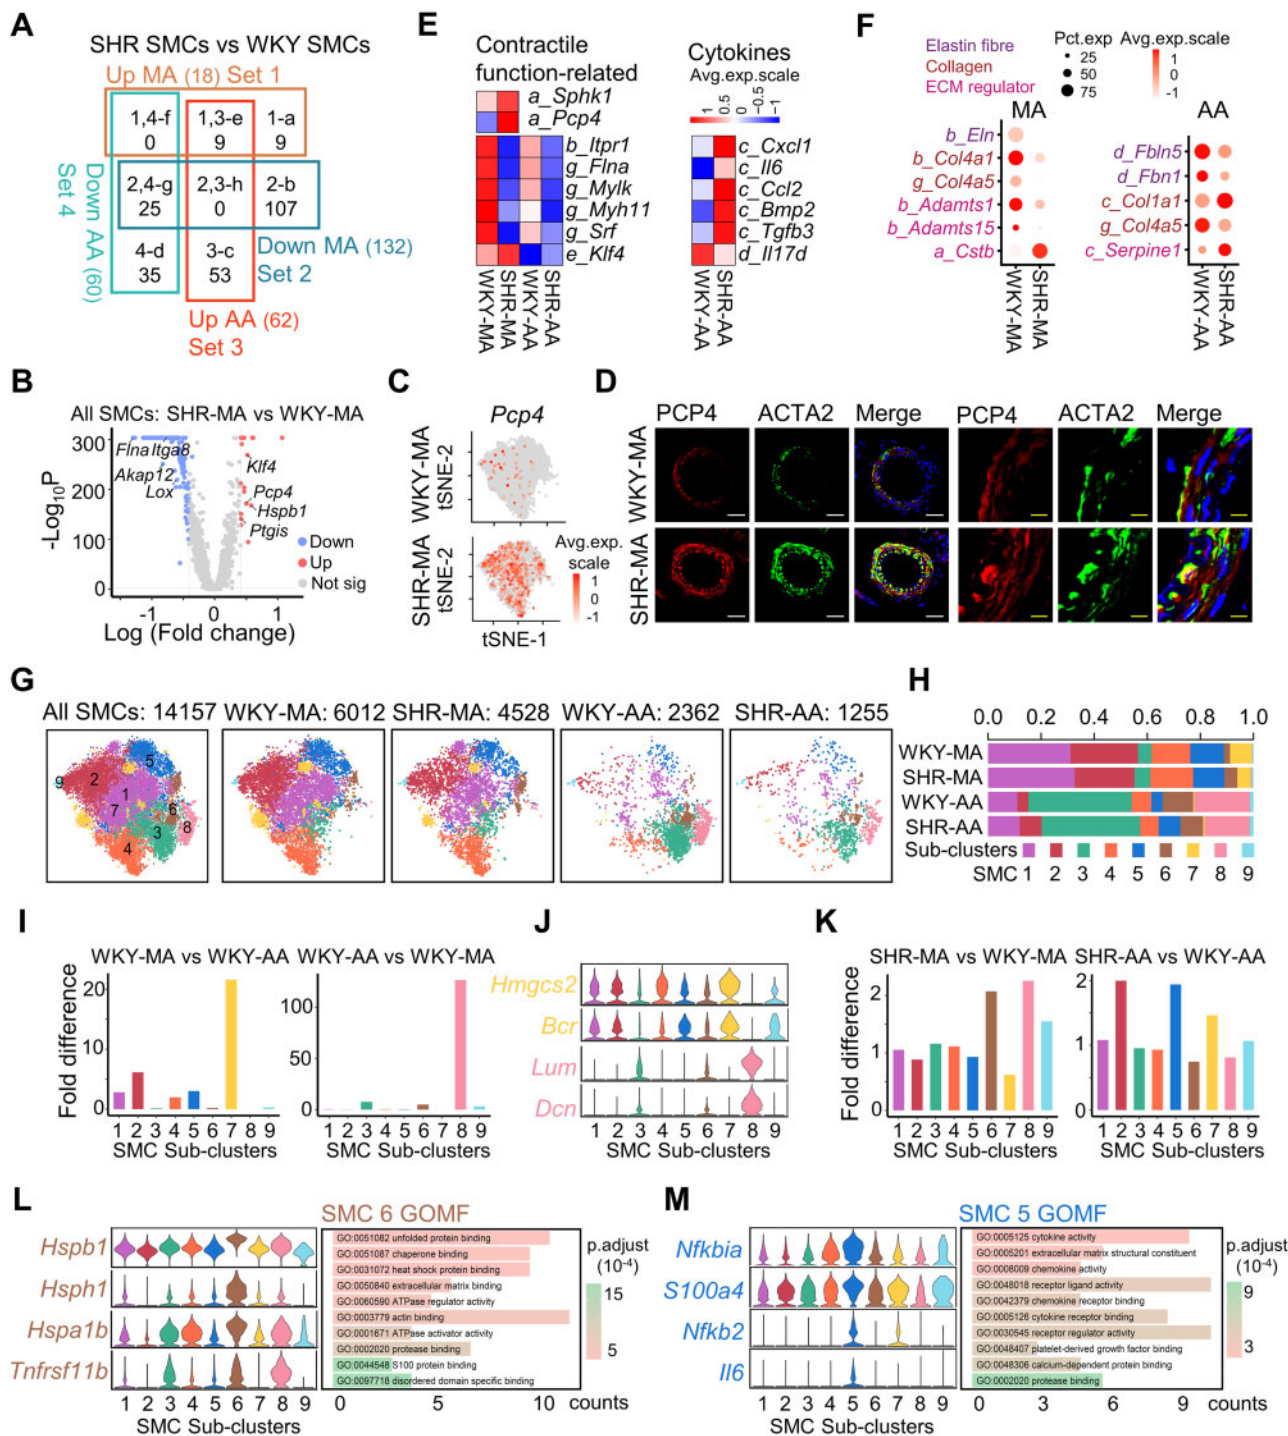 A
SHR SMCs vs WKY SMCs
Up MA (18) Set 1
1,4-f 1,3-e 1-a
0 9 9
2,4-g 2,3-h 2-b
25 0 107
4-d 3-c
35 53
Down AA (60)
Set 4
Down MA (132)
Set 2
Up AA (62)
Set 3
B
All SMCs: SHR-MA vs WKY-MA
300
200
100
0
-Log10P
Flna Itga8
Akap12
Lox
Klf4
Pcp4
Hspb1
Ptgis
Down
Up
Not sig
-1 0 1
Log (Fold change)
C
Pcp4
WKY-MA
tSNE-2
SHR-MA
tSNE-2
Avg.exp.
scale
1
0
-1
tSNE-1
D
PCP4 ACTA2 Merge PCP4 ACTA2 Merge
WKY-MA
SHR-MA
E
Contractile
function-related
a_Sphk1
a_Pcp4
b_Itpr1
g_Flna
g_Mylk
g_Myh11
g_Srf
e_Klf4
WKY-MA
SHR-MA
WKY-AA
SHR-AA
Cytokines
Avg.exp.scale
1 0.5 0 -0.5 -1
c_Cxcl1
c_Il6
c_Ccl2
c_Bmp2
c_Tgfb3
d_Il17d
WKY-AA
SHR-AA
F
Elastin fibre
Collagen
ECM regulator
Pct.exp
25
50
75
Avg.exp.scale
1
0
-1
MA
b_Eln
b_Col4a1
g_Col4a5
b_Adamts1
b_Adamts15
a_Cstb
WKY-MA
SHR-MA
AA
d_Fbln5
d_Fbn1
c_Col1a1
g_Col4a5
c_Serpine1
WKY-AA
SHR-AA
G
All SMCs: 14157 WKY-MA: 6012 SHR-MA: 4528 WKY-AA: 2362 SHR-AA: 1255
5
9 2
1
7 6
3 8
4
H
0.0 0.2 0.4 0.6 0.8 1.0
WKY-MA
SHR-MA
WKY-AA
SHR-AA
Sub-clusters
SMC 1 2 3 4 5 6 7 8 9
I
WKY-MA vs WKY-AA
Fold difference
20
10
0
1 2 3 4 5 6 7 8 9
SMC Sub-clusters
WKY-AA vs WKY-MA
100
50
0
1 2 3 4 5 6 7 8 9
SMC Sub-clusters
J
Hmgcs2
Bcr
Lum
Dcn
1 2 3 4 5 6 7 8 9
SMC Sub-clusters
K
SHR-MA vs WKY-MA
Fold difference
2
1
0
1 2 3 4 5 6 7 8 9
SMC Sub-clusters
SHR-AA vs WKY-AA
2
1
0
1 2 3 4 5 6 7 8 9
SMC Sub-clusters
L
Hspb1
Hsph1
Hspa1b
Tnfrsf11b
1 2 3 4 5 6 7 8 9
SMC Sub-clusters
SMC 6 GOMF
GO:0051082 unfolded protein binding
GO:0051087 chaperone binding
GO:0031072 heat shock protein binding
GO:0050840 extracellular matrix binding
GO:0060590 ATPase regulator activity
GO:0003779 actin binding
GO:0001671 ATPase activator activity
GO:0002020 protease binding
GO:0044548 S100 protein binding
GO:0097718 disordered domain specific binding
0 5 10 counts
p.adjust
(10-4)
15
5
M
Nfkbia
S100a4
Nfkb2
Il6
1 2 3 4 5 6 7 8 9
SMC Sub-clusters
SMC 5 GOMF
GO:0005125 cytokine activity
GO:0005201 extracellular matrix structural constituent
GO:0008009 chemokine activity
GO:0048018 receptor ligand activity
GO:0042379 chemokine receptor binding
GO:0005126 cytokine receptor binding
GO:0030545 receptor regulator activity
GO:0048407 platelet-derived growth factor binding
GO:0048306 calcium-dependent protein binding
GO:0002020 protease binding
0 3 6 9 counts
p.adjust
(10-4)
9
3